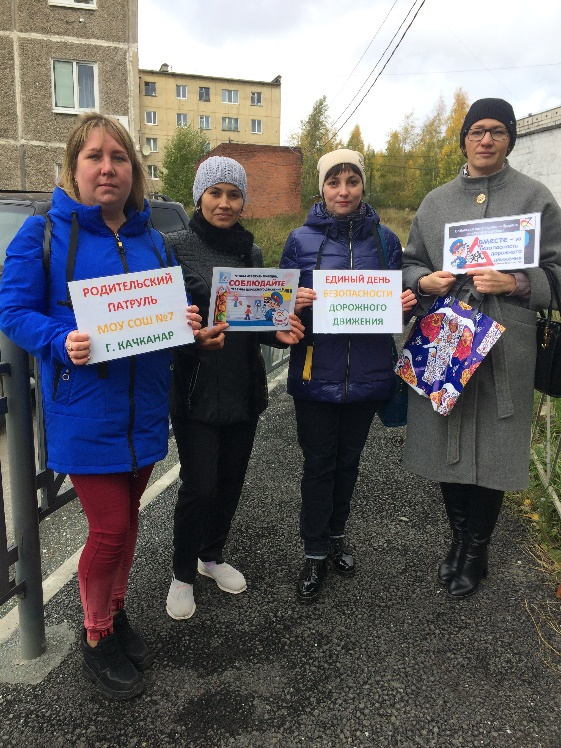 РОДИТЕЛЬСКИЙ
ПАТРУЛЬ
МОУ СОШ №7
Г. КАЧКАНАР
СОБЛЮДАЙТЕ
ЕДИНЫЙ ДЕНЬ
БЕЗОПАСНОСТИ
ДОРОЖНОГО
ДВИЖЕНИЯ
ВМЕСТЕ - за
безопасность
дорожного
движения